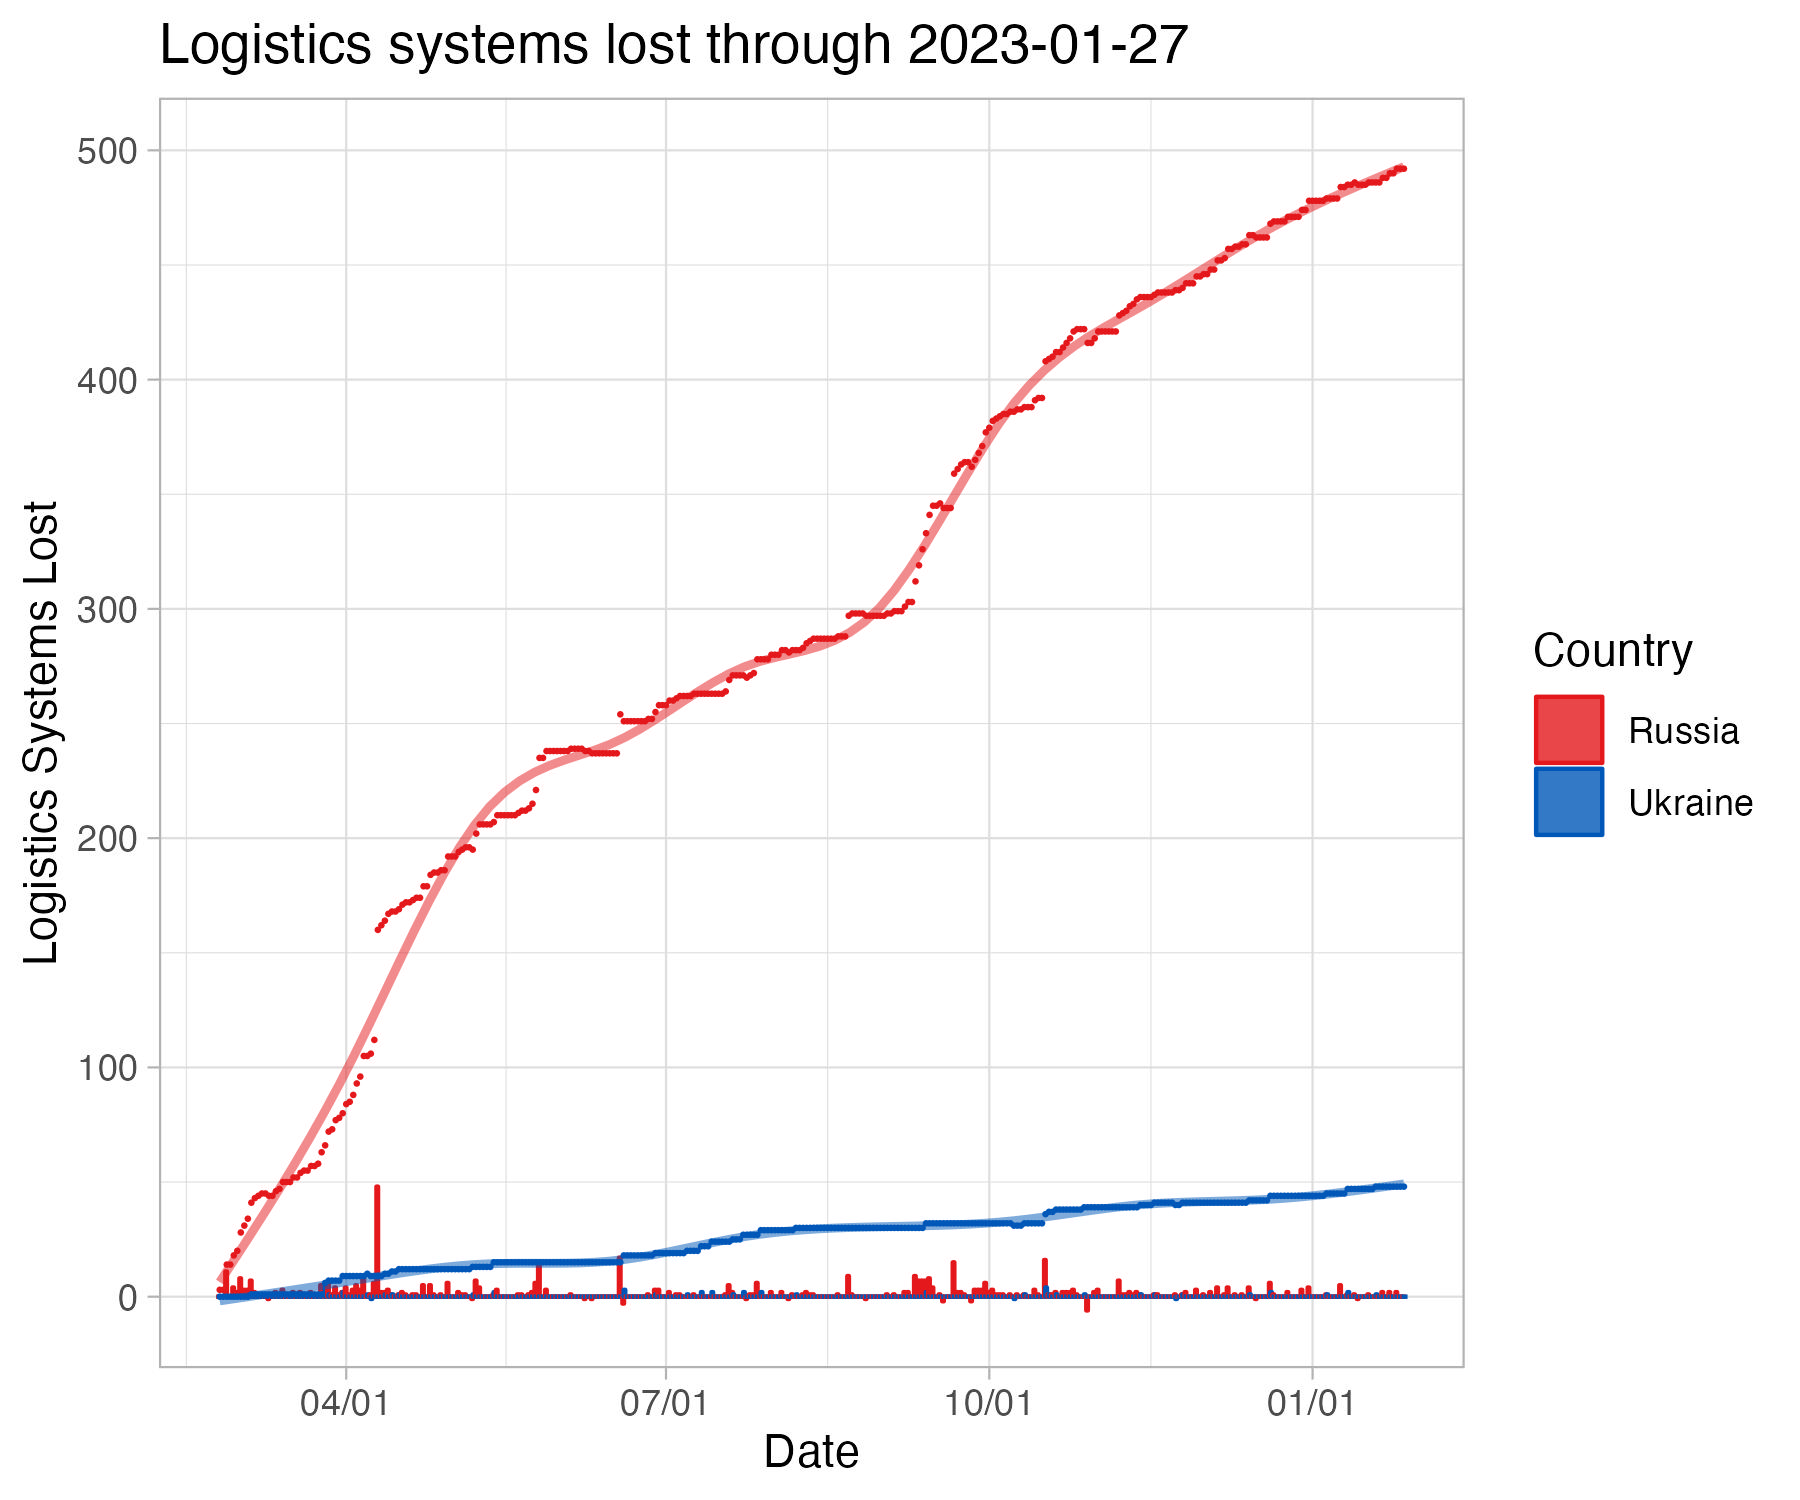 Logistics systems lost through 2023-01-27
Logistics Systems Lost
500
400
300
200
100
0
04/01
07/01
10/01
01/01
Date
Country
Russia
Ukraine